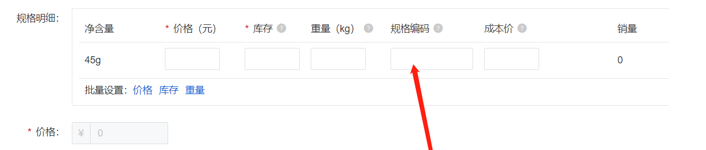 规格明细：
净含量 * 价格（元） * 库存 ? 重量（kg） ? 规格编码 ? 成本价 ? 销量
45g 0
批量设置：价格 库存 重量
* 价格： ¥ 0